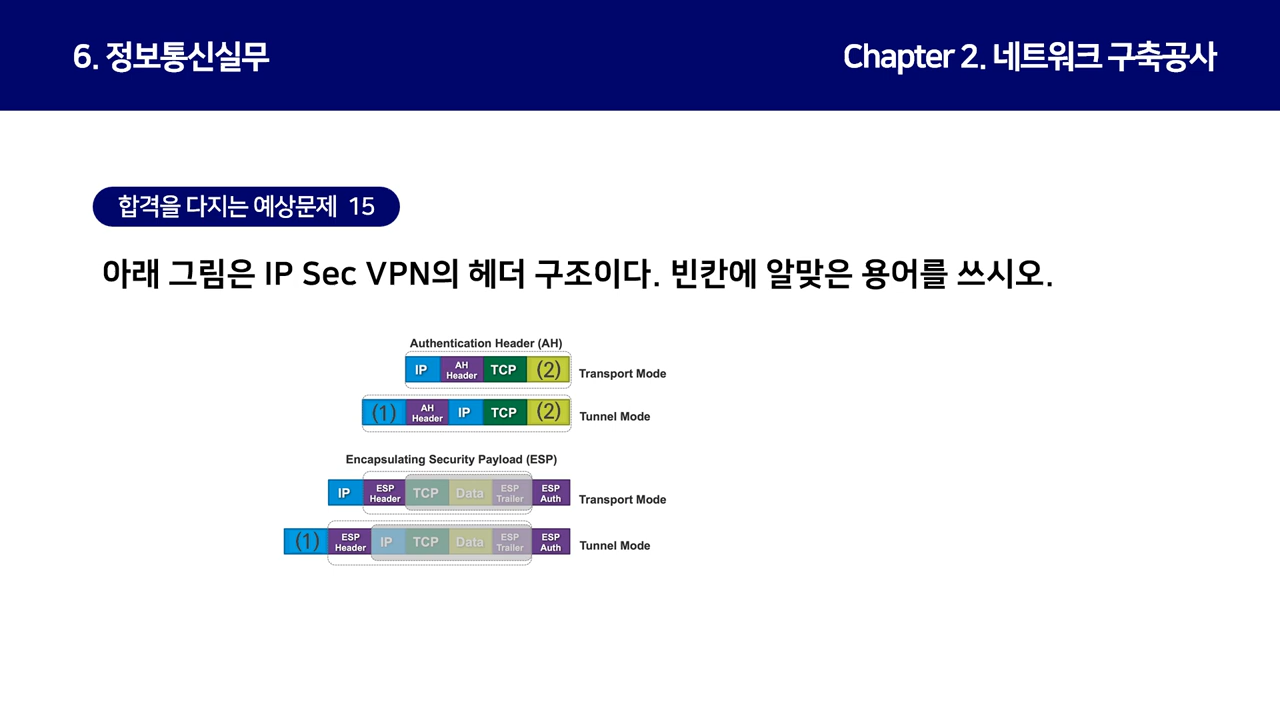 6. 정보통신실무
Chapter 2. 네트워크 구축공사
합격을 다지는 예상문제 15
아래 그림은 IP Sec VPN의 헤더 구조이다. 빈칸에 알맞은 용어를 쓰시오.
Authentication Header (AH)
IP AH Header TCP (2) Transport Mode
(1) AH Header IP TCP (2) Tunnel Mode
Encapsulating Security Payload (ESP)
IP ESP Header TCP Data ESP Trailer ESP Auth Transport Mode
(1) ESP Header IP TCP Data ESP Trailer ESP Auth Tunnel Mode